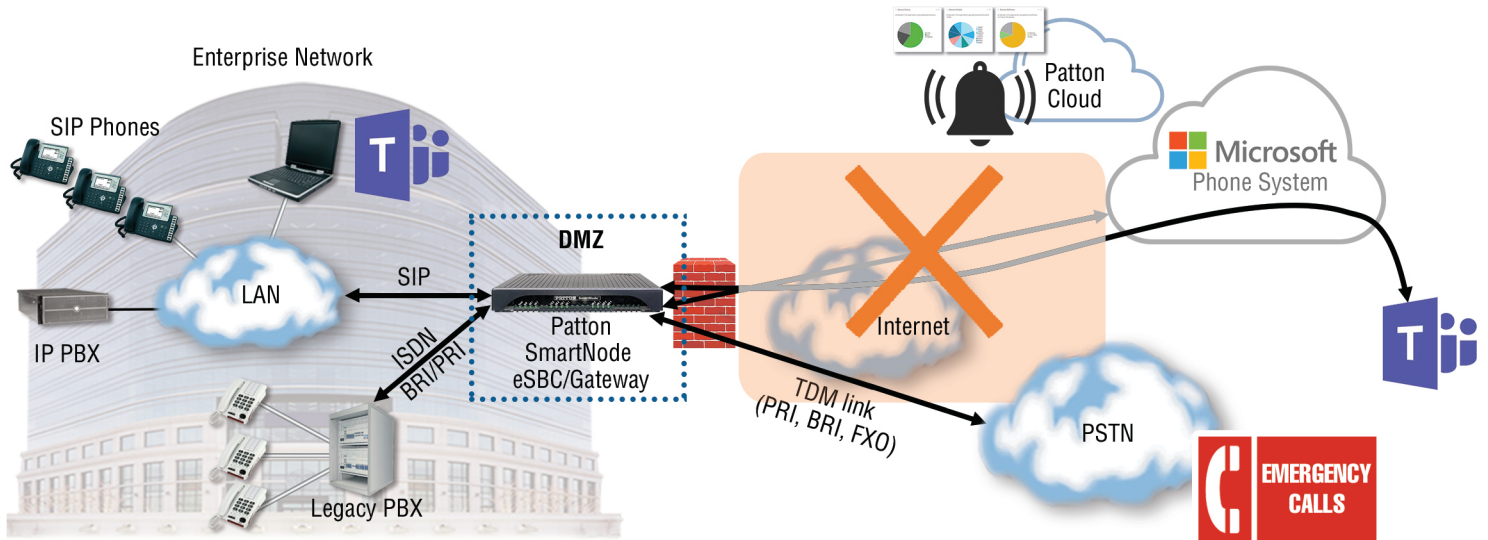 Enterprise Network
SIP Phones
T
LAN
IP PBX
SIP
ISDN
BRI/PRI
Legacy PBX
DMZ
PATTON
Patton
SmartNode
eSBC/Gateway
Patton
Cloud
Microsoft
Phone System
Internet
TDM link
(PRI, BRI, FXO)
PSTN
T
EMERGENCY
CALLS